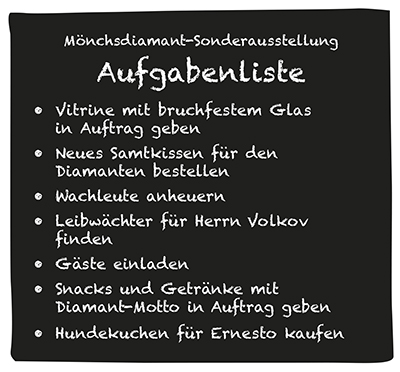 Mönchsdiamant-Sonderausstellung
Aufgabenliste
• Vitrine mit bruchfestem Glas
in Auftrag geben
• Neues Samtkissen für den
Diamanten bestellen
• Wachleute anheuern
• Leibwächter für Herrn Volkov
finden
• Gäste einladen
• Snacks und Getränke mit
Diamant-Motto in Auftrag geben
• Hundekuchen für Ernesto kaufen